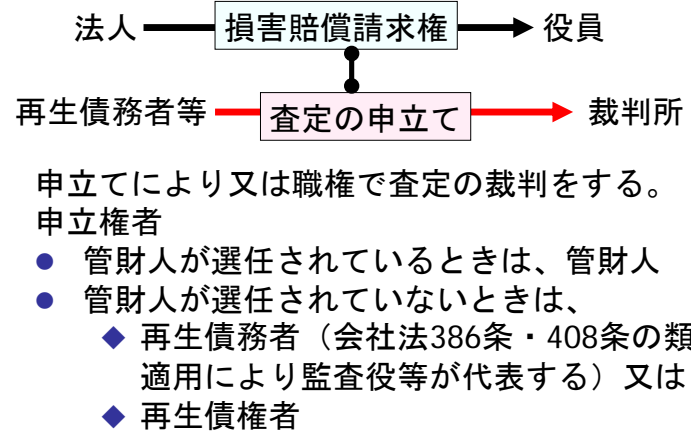 法人 損害賠償請求権 役員
再生債務者等 査定の申立て 裁判所
申立てにより又は職権で査定の裁判をする。
申立権者
● 管財人が選任されているときは、管財人
● 管財人が選任されていないときは、
◆ 再生債務者（会社法386条・408条の類
適用により監査役等が代表する）又は
◆ 再生債権者